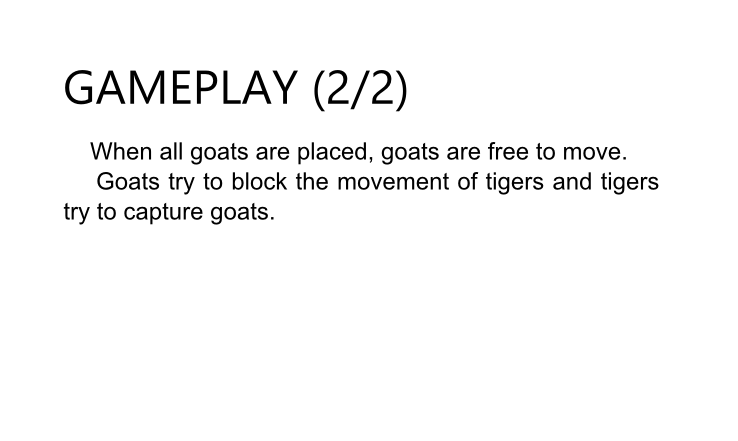 GAMEPLAY (2/2)
When all goats are placed, goats are free to move.
Goats try to block the movement of tigers and tigers
try to capture goats.